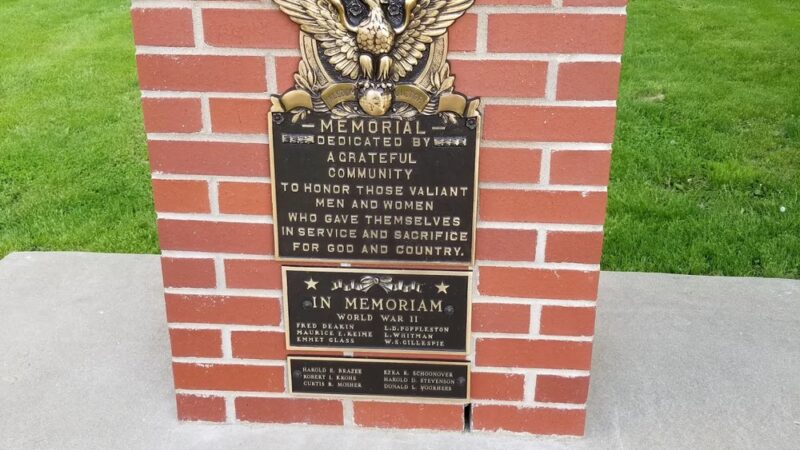 MEMORIAL
DEDICATED BY
A GRATEFUL
COMMUNITY
TO HONOR THOSE VALIANT
MEN AND WOMEN
WHO GAVE THEMSELVES
IN SERVICE AND SACRIFICE
FOR GOD AND COUNTRY.
IN MEMORIAM
WORLD WAR II
FRED DEAKIN L.D. POPPLESTON
MAURICE E. KEIME L. WHITMAN
EMMET GLASS W.S. GILLESPIE
HAROLD E. BRAZEE EZRA E. SCHOONOVER
ROBERT I. KROHE HAROLD D. STEVENSON
CURTIS R. MOSHER DONALD L. VOORHEES